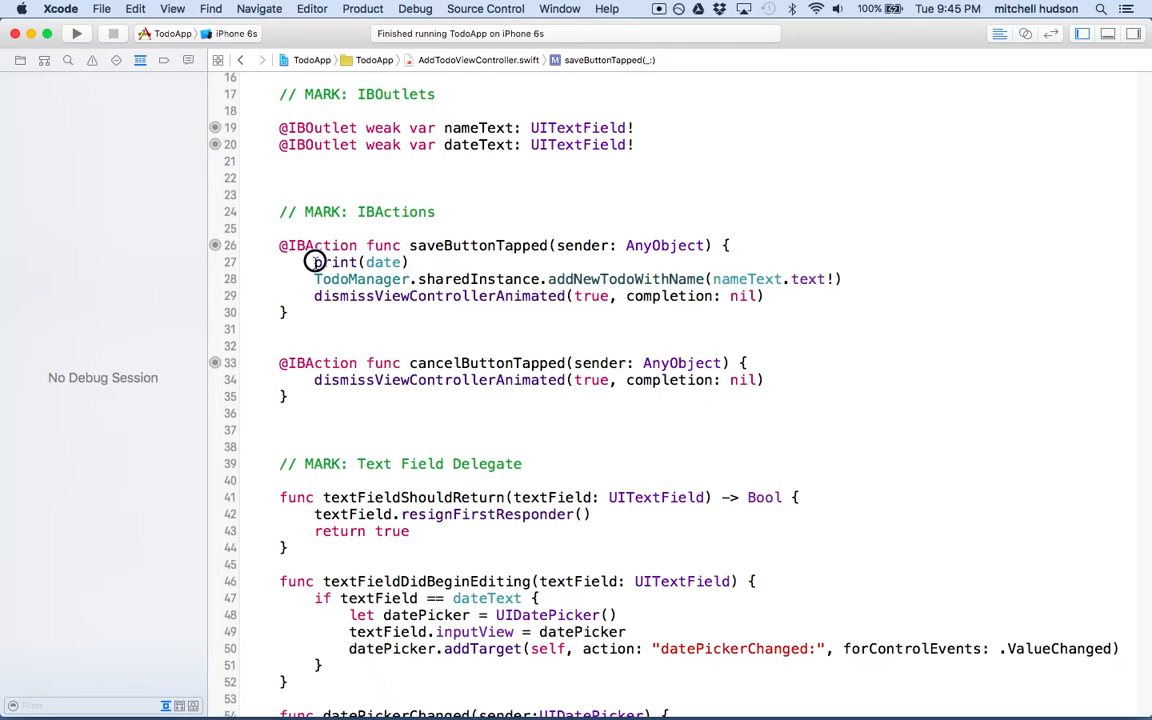 Xcode File Edit View Find Navigate Editor Product Debug Source Control Window Help 100% Tue 9:45 PM mitchell hudson
TodoApp iPhone 6s Finished running TodoApp on iPhone 6s
TodoApp TodoApp AddTodoViewController.swift M saveButtonTapped(_:)
16
17 // MARK: IBOutlets
18
19 @IBOutlet weak var nameText: UITextField!
20 @IBOutlet weak var dateText: UITextField!
21
22
23
24 // MARK: IBActions
25
26 @IBAction func saveButtonTapped(sender: AnyObject) {
27 print(date)
28 TodoManager.sharedInstance.addNewTodoWithName(nameText.text!)
29 dismissViewControllerAnimated(true, completion: nil)
30 }
31
32
33 @IBAction func cancelButtonTapped(sender: AnyObject) {
34 dismissViewControllerAnimated(true, completion: nil)
No Debug Session
35 }
36
37
38
39 // MARK: Text Field Delegate
40
41 func textFieldShouldReturn(textField: UITextField) -> Bool {
42 textField.resignFirstResponder()
43 return true
44 }
45
46 func textFieldDidBeginEditing(textField: UITextField) {
47 if textField == dateText {
48 let datePicker = UIDatePicker()
49 textField.inputView = datePicker
50 datePicker.addTarget(self, action: "datePickerChanged:", forControlEvents: .ValueChanged)
51 }
52 }
53
54 func datePickerChanged(sender:UIDatePicker) {
Filter